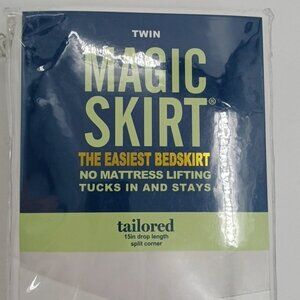 TWIN
MAGIC
SKIRT®
THE EASIEST BEDSKIRT
NO MATTRESS LIFTING
TUCKS IN AND STAYS
tailored
15in drop length
split corner